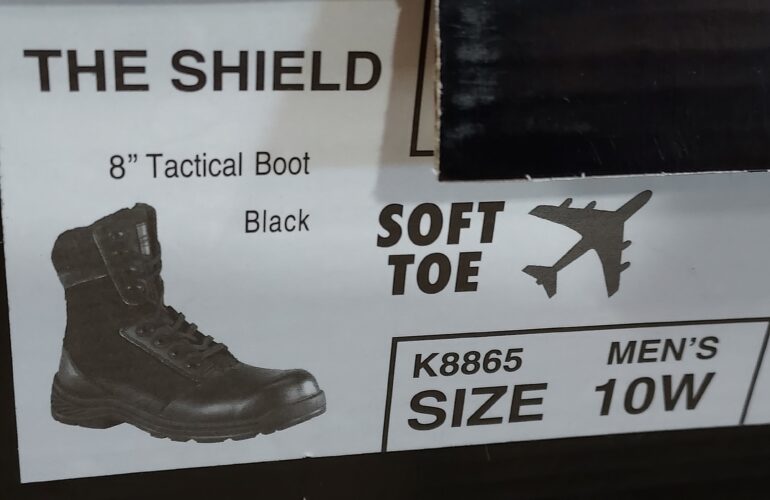 THE SHIELD
8” Tactical Boot
Black
SOFT
TOE
K8865 MEN'S
SIZE 10W